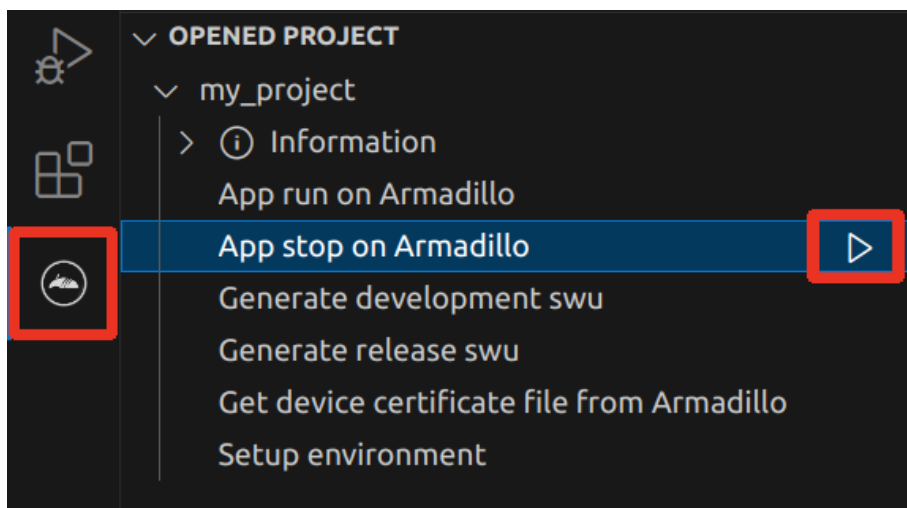 OPENED PROJECT
my_project
Information
App run on Armadillo
App stop on Armadillo
Generate development swu
Generate release swu
Get device certificate file from Armadillo
Setup environment